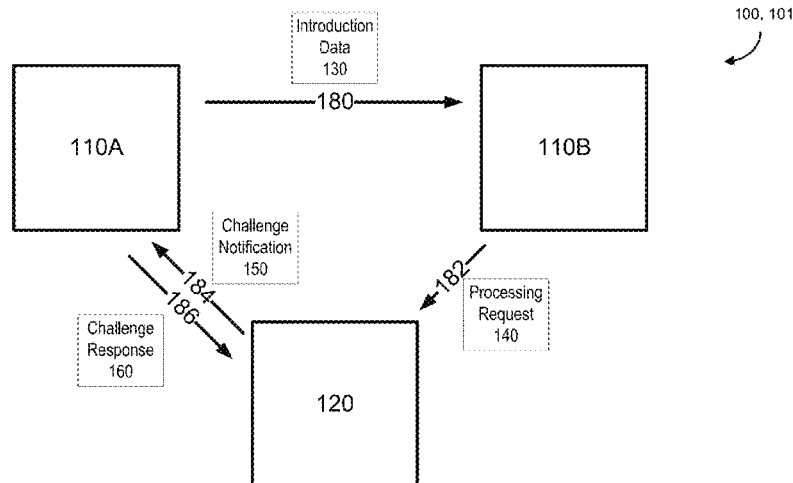 100, 101
Introduction
Data
130
180
110A
110B
Challenge
Notification
150
184
182
Processing
Request
140
186
Challenge
Response
160
120